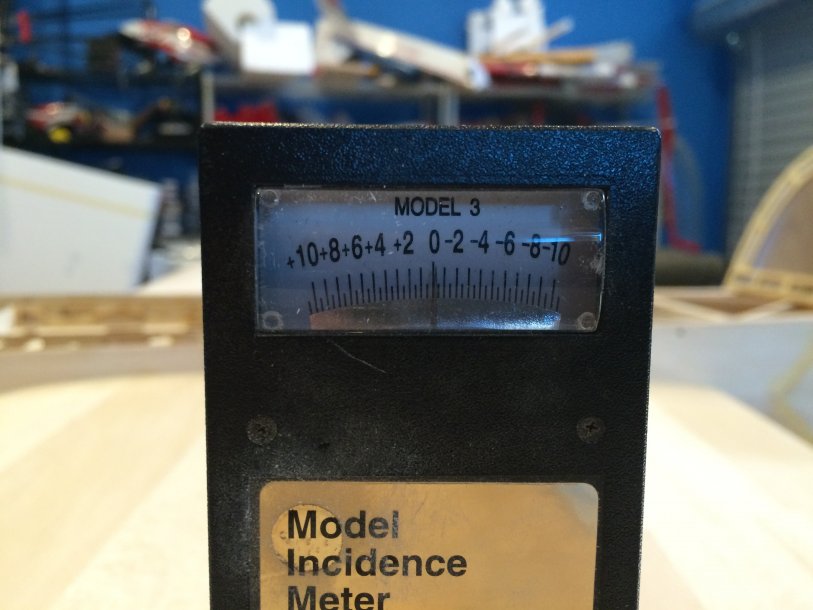 MODEL 3
+10+8+6+4 +2 0 -2 -4 -6 -8-10
Model
Incidence
Meter